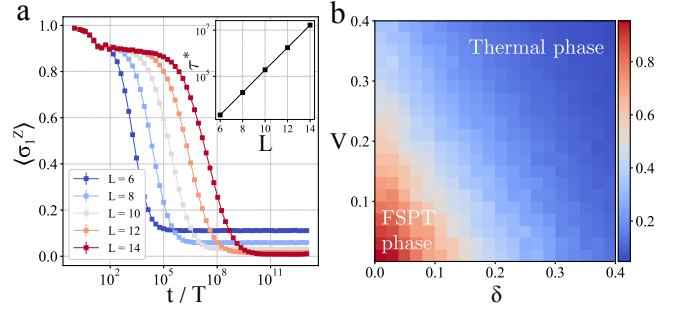 a
1.0
0.8
0.6
0.4
0.2
0.0
⟨σ₁ᶻ⟩
L = 6
L = 8
L = 10
L = 12
L = 14
10² 10⁵ 10⁸ 10¹¹
t / T
10⁷
10⁵
τ*
6 8 10 12 14
L
b
0.4
0.3
0.2
0.1
V
Thermal phase
FSPT
phase
0.0 0.1 0.2 0.3 0.4
δ
0.8
0.6
0.4
0.2